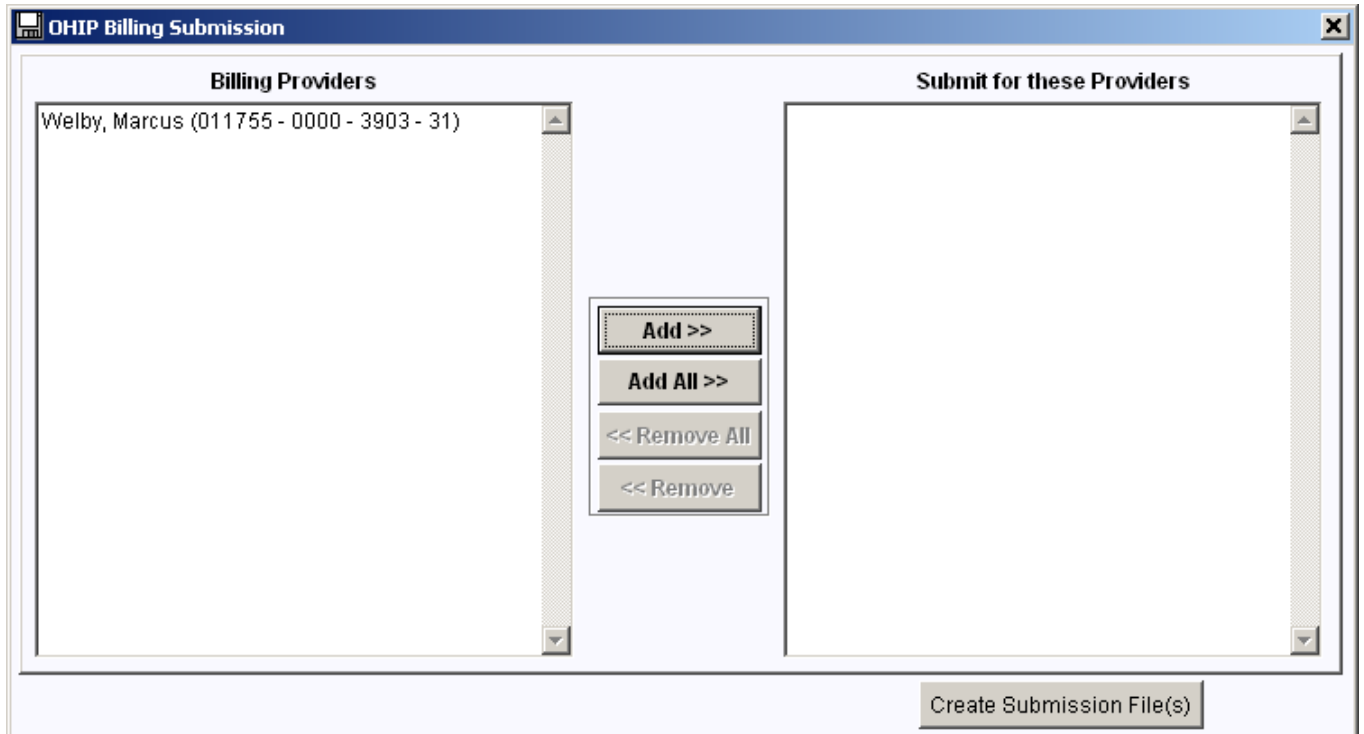 OHIP Billing Submission
Billing Providers
Submit for these Providers
Welby, Marcus (011755 - 0000 - 3903 - 31)
Add >>
Add All >>
<< Remove All
<< Remove
Create Submission File(s)